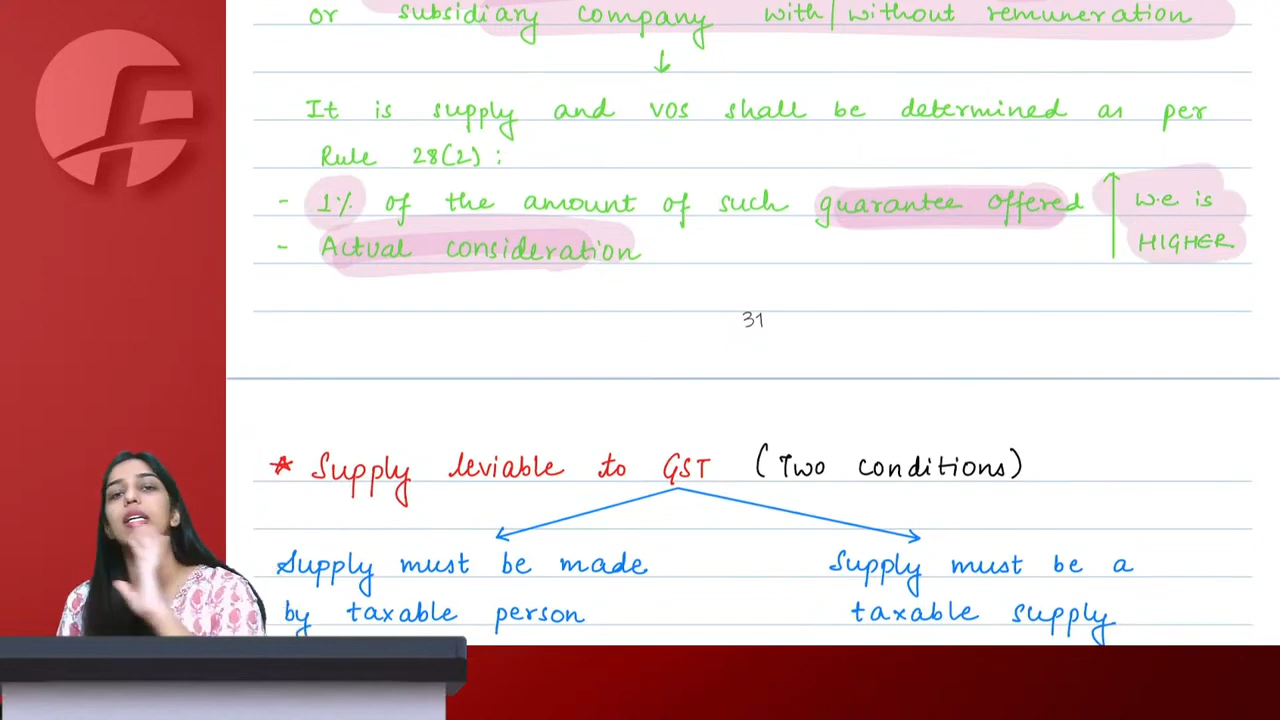 or subsidiary company with/without remuneration
↓
It is supply and VOS shall be determined as per
Rule 28(2) :
- 1% of the amount of such guarantee offered ↑ w.e is
- Actual consideration HIGHER
31
* Supply leviable to GST (Two conditions)
Supply must be made Supply must be a
by taxable person taxable supply